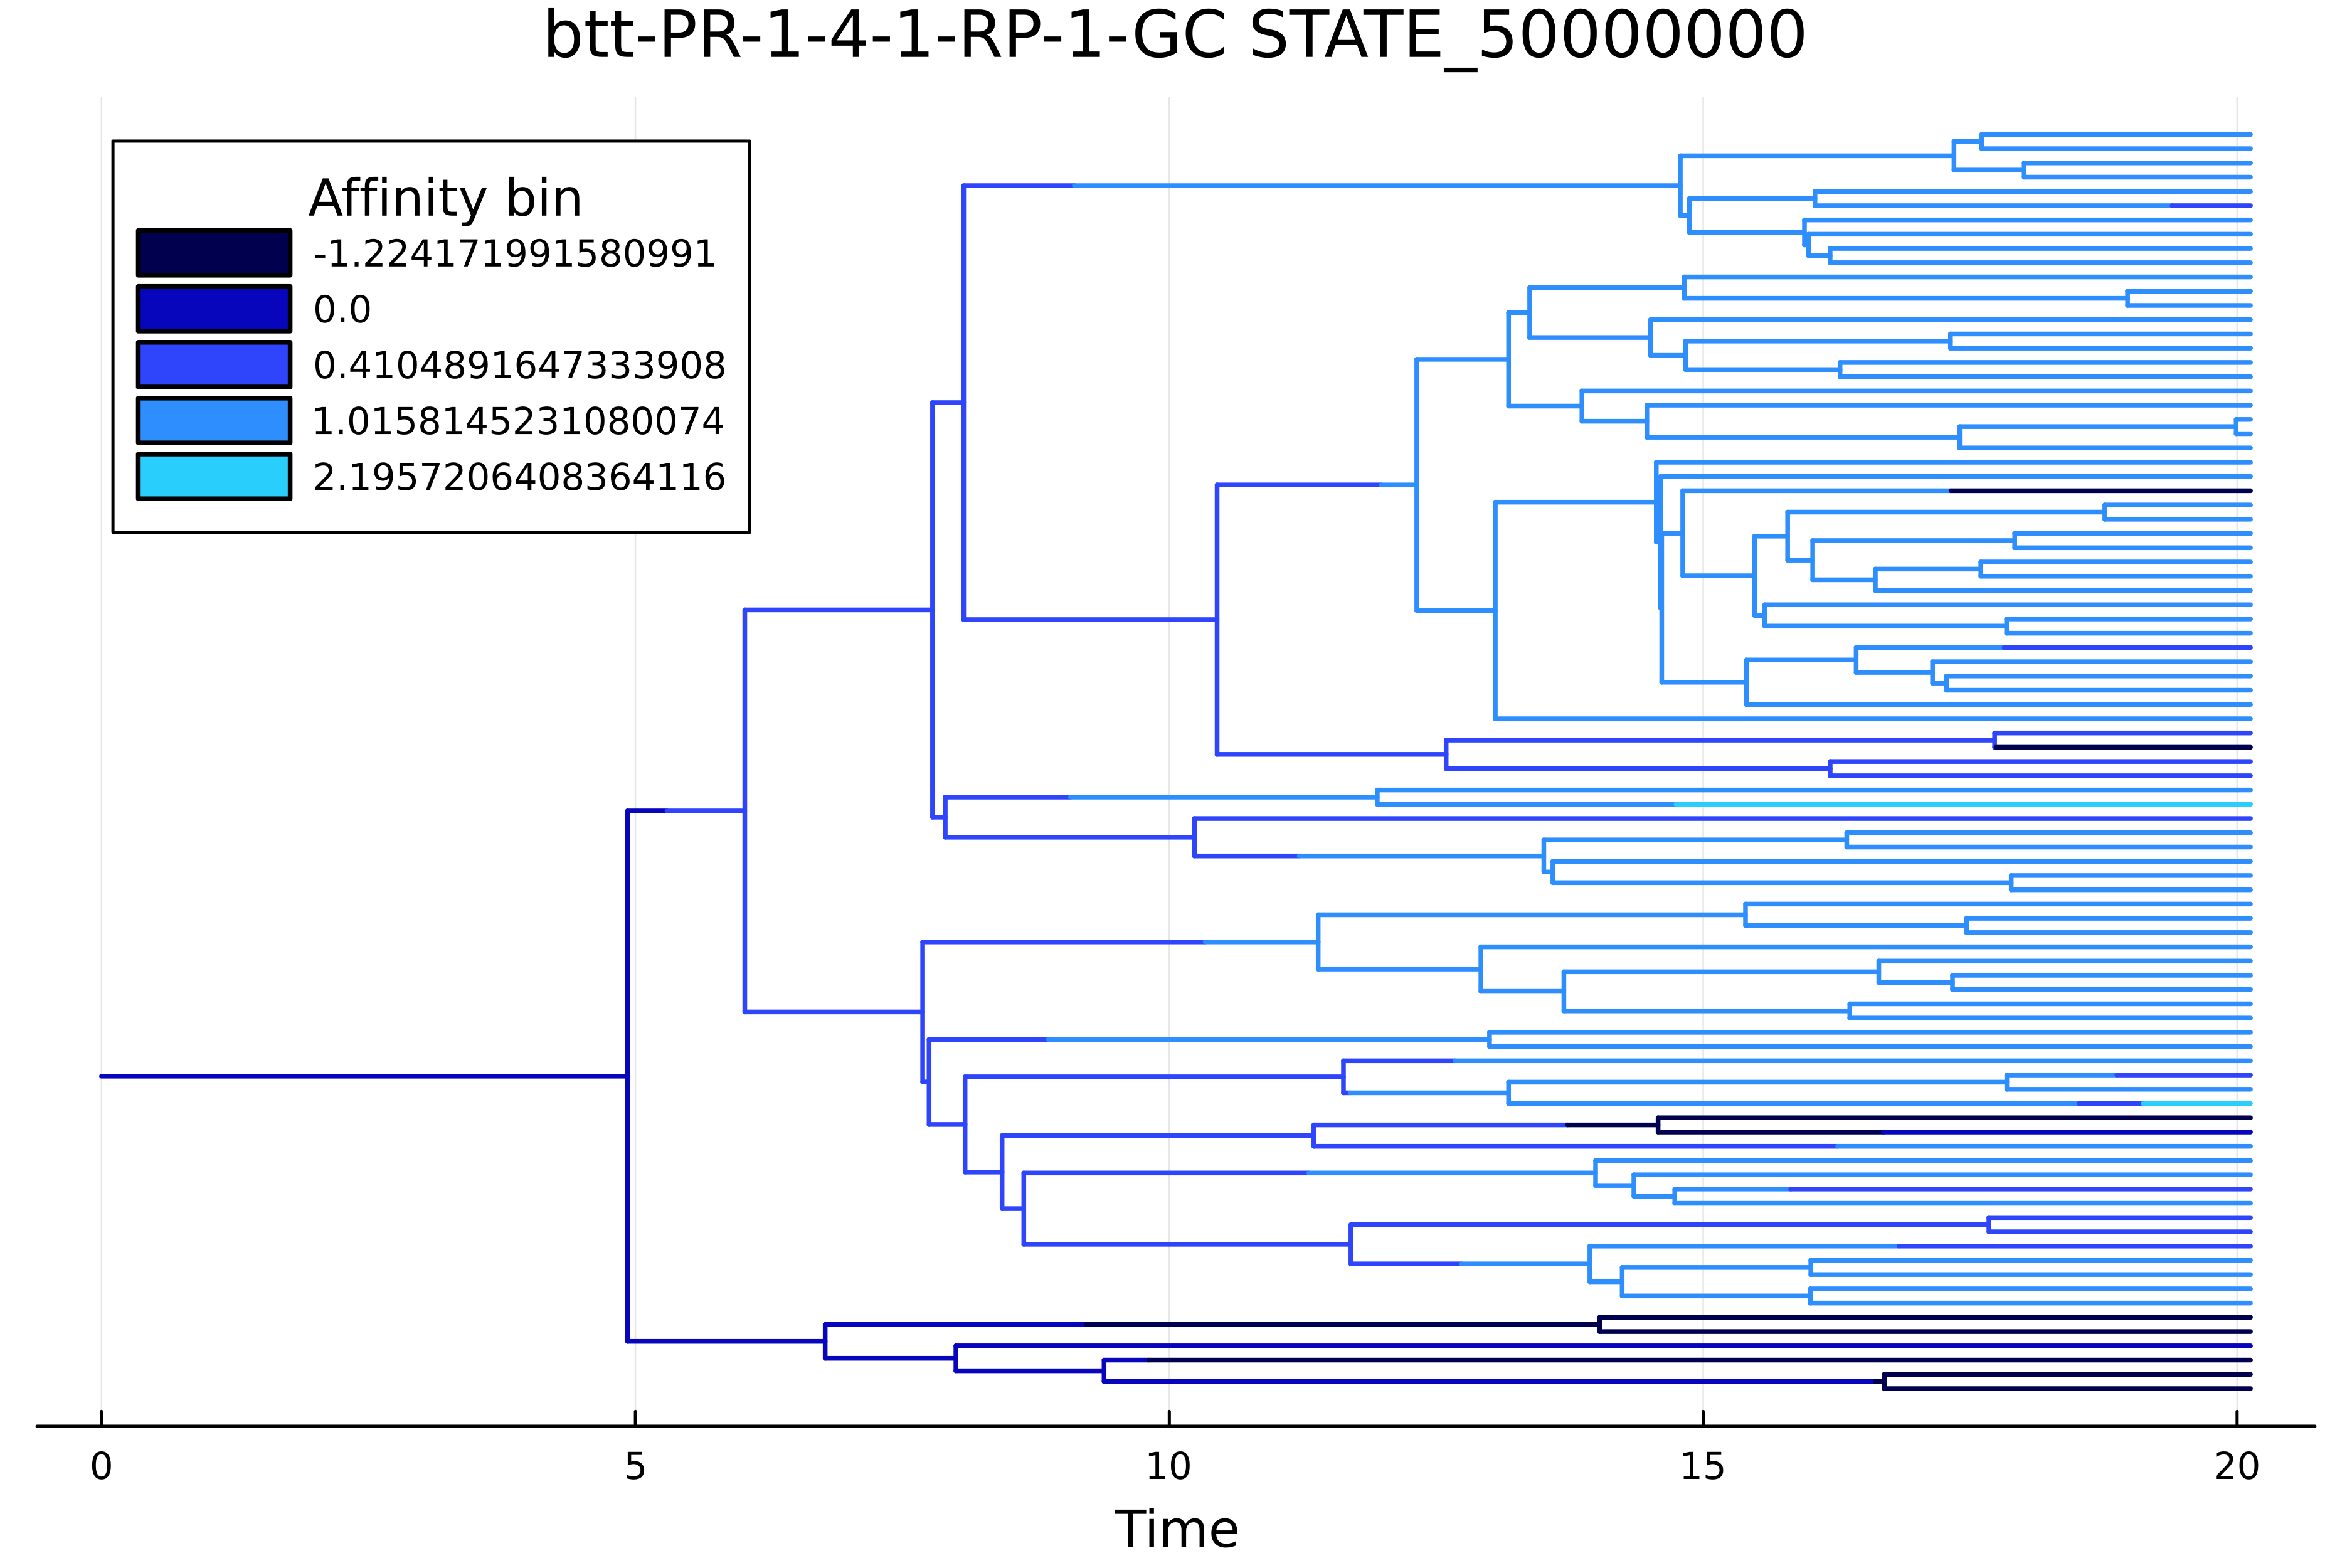 btt-PR-1-4-1-RP-1-GC STATE_50000000
Affinity bin
-1.224171991580991
0.0
0.4104891647333908
1.0158145231080074
2.1957206408364116
0 5 10 15 20
Time